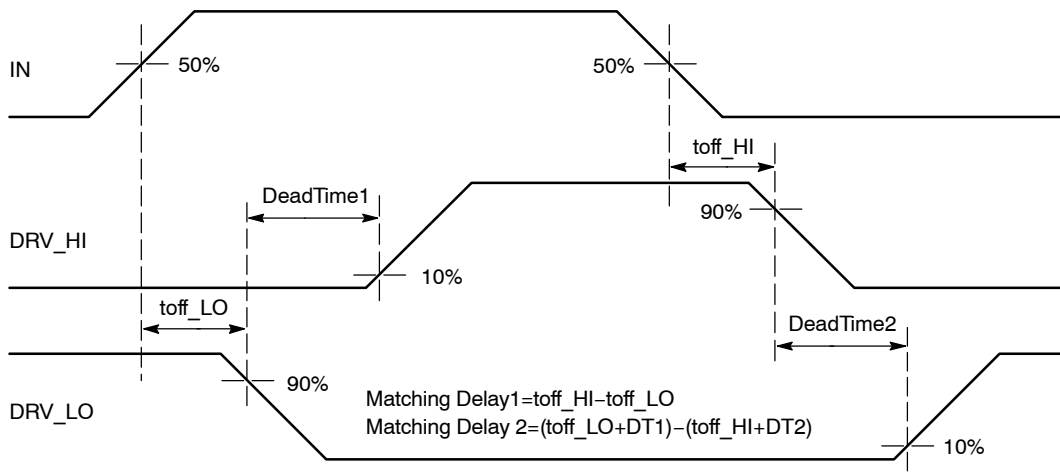 IN
50%
50%
toff_HI
DeadTime1
90%
DRV_HI
10%
toff_LO
DeadTime2
90%
DRV_LO
Matching Delay1=toff_HI−toff_LO
Matching Delay 2=(toff_LO+DT1)−(toff_HI+DT2)
10%